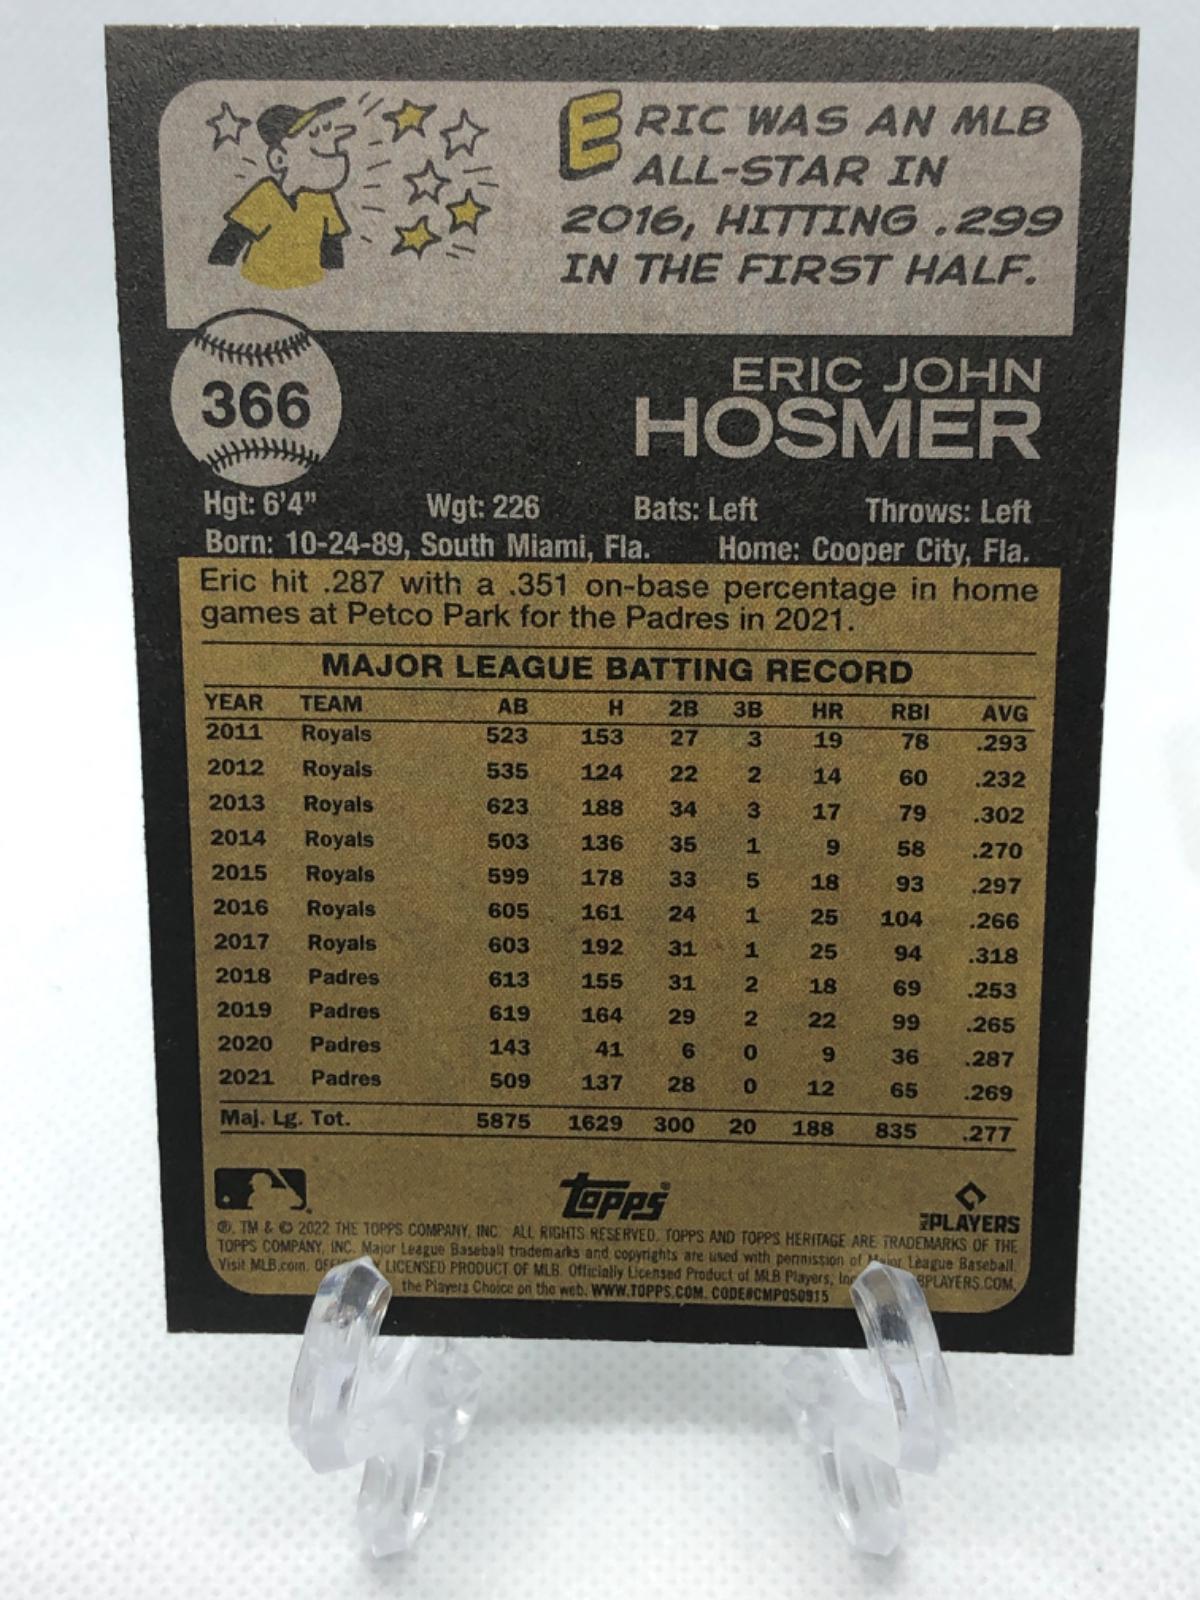 ERIC WAS AN MLB
ALL-STAR IN
2016, HITTING .299
IN THE FIRST HALF.
366
ERIC JOHN
HOSMER
Hgt: 6'4" Wgt: 226 Bats: Left Throws: Left
Born: 10-24-89, South Miami, Fla. Home: Cooper City, Fla.
Eric hit .287 with a .351 on-base percentage in home
games at Petco Park for the Padres in 2021.
MAJOR LEAGUE BATTING RECORD
YEAR TEAM AB H 2B 3B HR RBI AVG
2011 Royals 523 153 27 3 19 78 .293
2012 Royals 535 124 22 2 14 60 .232
2013 Royals 623 188 34 3 17 79 .302
2014 Royals 503 136 35 1 9 58 .270
2015 Royals 599 178 33 5 18 93 .297
2016 Royals 605 161 24 1 25 104 .266
2017 Royals 603 192 31 1 25 94 .318
2018 Padres 613 155 31 2 18 69 .253
2019 Padres 619 164 29 2 22 99 .265
2020 Padres 143 41 6 0 9 36 .287
2021 Padres 509 137 28 0 12 65 .269
Maj. Lg. Tot. 5875 1629 300 20 188 835 .277
topps®
MLB PLAYERS
®, TM & © 2022 THE TOPPS COMPANY, INC. ALL RIGHTS RESERVED. TOPPS AND TOPPS HERITAGE ARE TRADEMARKS OF THE
TOPPS COMPANY, INC. Major League Baseball trademarks and copyrights are used with permission of Major League Baseball.
Visit MLB.com. LICENSED PRODUCT OF MLB. Officially Licensed Product of MLB Players, Inc
the Players Choice on the web. WWW.TOPPS.COM. CODE#CMP050915